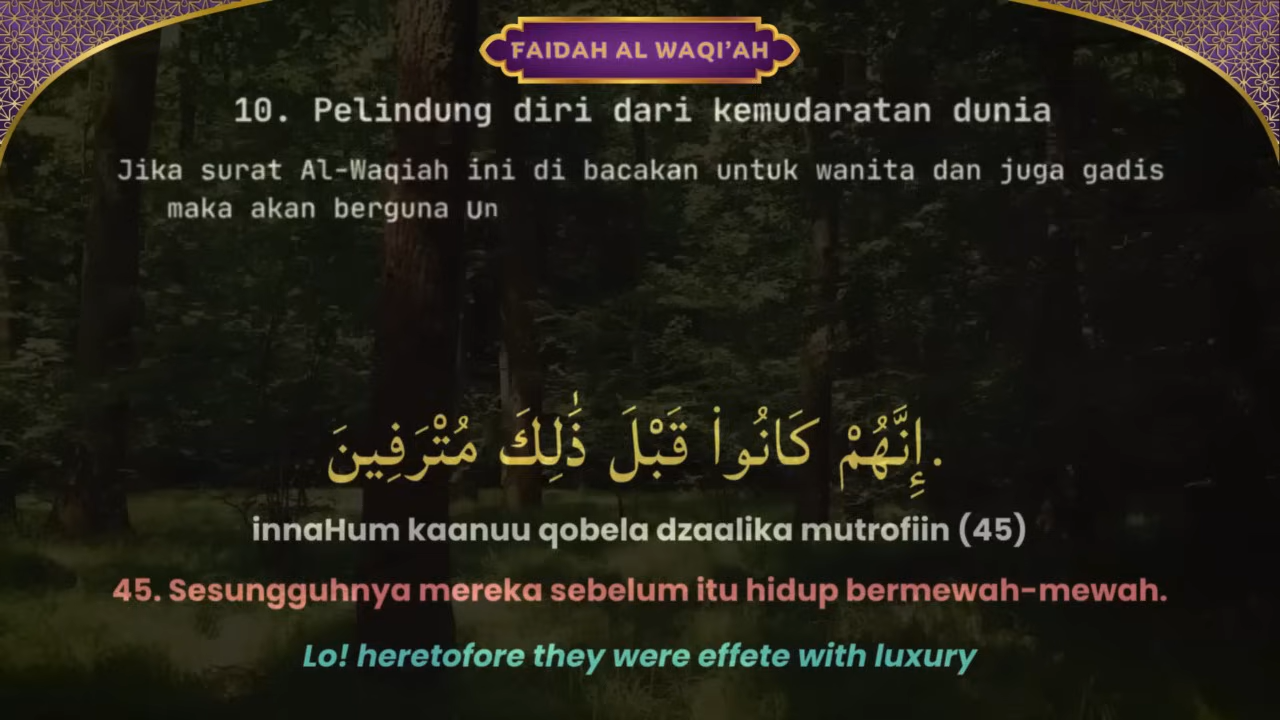 FAIDAH AL WAQI'AH
10. Pelindung diri dari kemudaratan dunia
Jika surat Al-Waqiah ini di bacakan untuk wanita dan juga gadis
maka akan berguna Un
إِنَّهُمْ كَانُوا۟ قَبْلَ ذَٰلِكَ مُتْرَفِينَ.
innaHum kaanuu qobela dzaalika mutrofiin (45)
45. Sesungguhnya mereka sebelum itu hidup bermewah-mewah.
Lo! heretofore they were effete with luxury